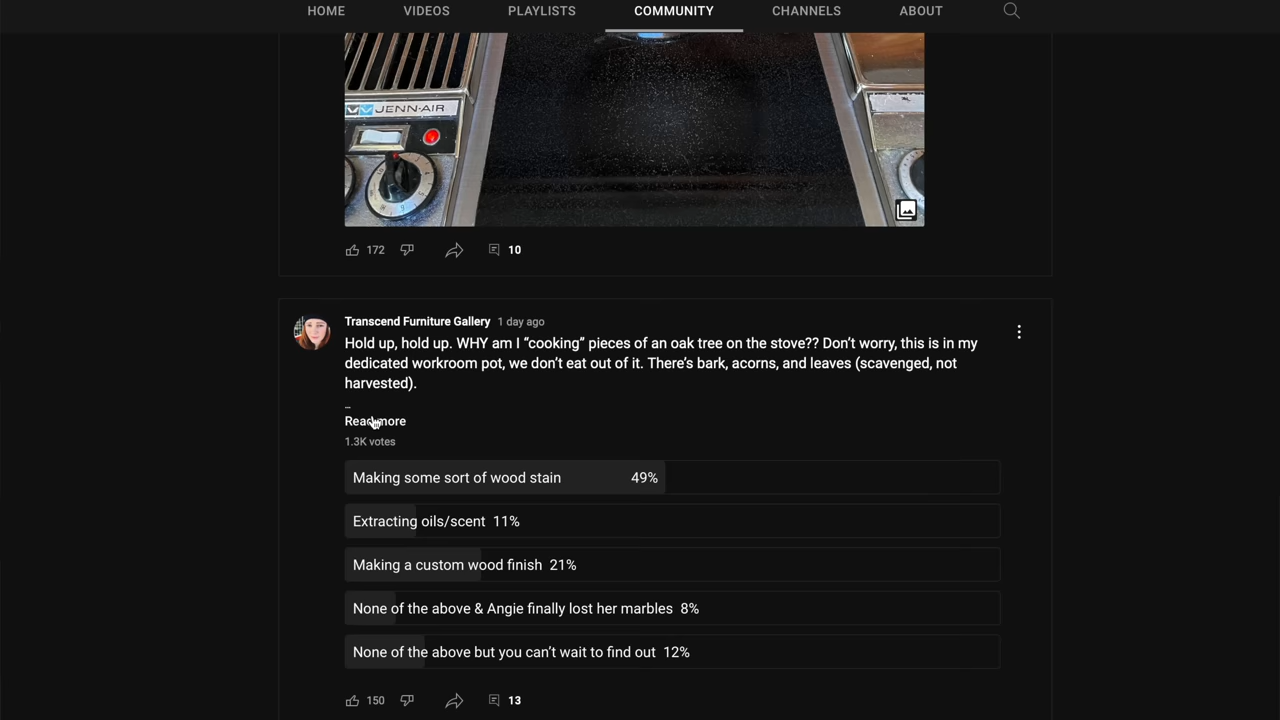 HOME VIDEOS PLAYLISTS COMMUNITY CHANNELS ABOUT
JENN-AIR
172 10
Transcend Furniture Gallery 1 day ago
Hold up, hold up. WHY am I “cooking” pieces of an oak tree on the stove?? Don’t worry, this is in my
dedicated workroom pot, we don’t eat out of it. There’s bark, acorns, and leaves (scavenged, not
harvested).
...
Read more
1.3K votes
Making some sort of wood stain 49%
Extracting oils/scent 11%
Making a custom wood finish 21%
None of the above & Angie finally lost her marbles 8%
None of the above but you can’t wait to find out 12%
150 13